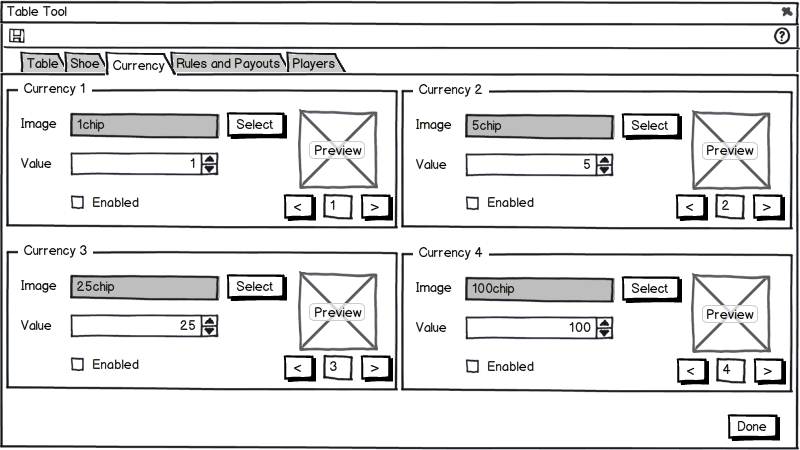 Table Tool
?
Table Shoe Currency Rules and Payouts Players
Currency 1
Image 1chip Select
Preview
Value 1
Enabled
< 1 >
Currency 2
Image 5chip Select
Preview
Value 5
Enabled
< 2 >
Currency 3
Image 25chip Select
Preview
Value 25
Enabled
< 3 >
Currency 4
Image 100chip Select
Preview
Value 100
Enabled
< 4 >
Done